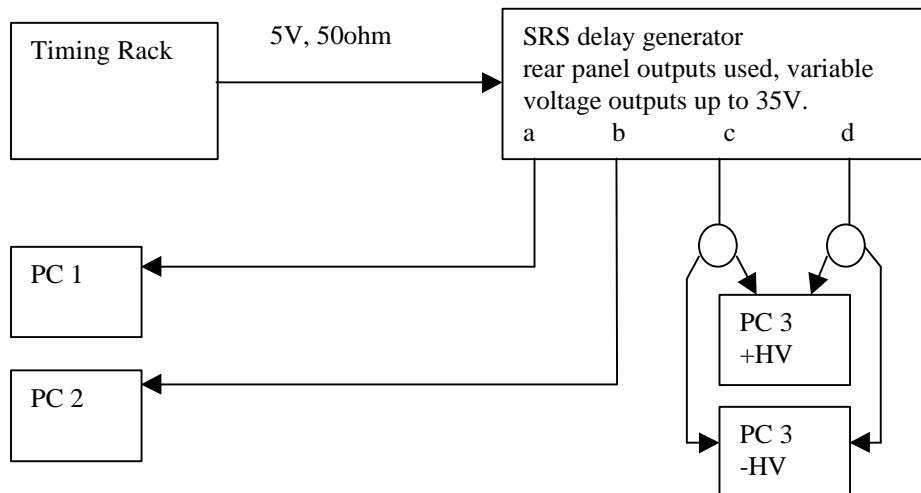 Timing Rack
5V, 50ohm
SRS delay generator
rear panel outputs used, variable
voltage outputs up to 35V.
a b c d
PC 1
PC 2
PC 3
+HV
PC 3
-HV